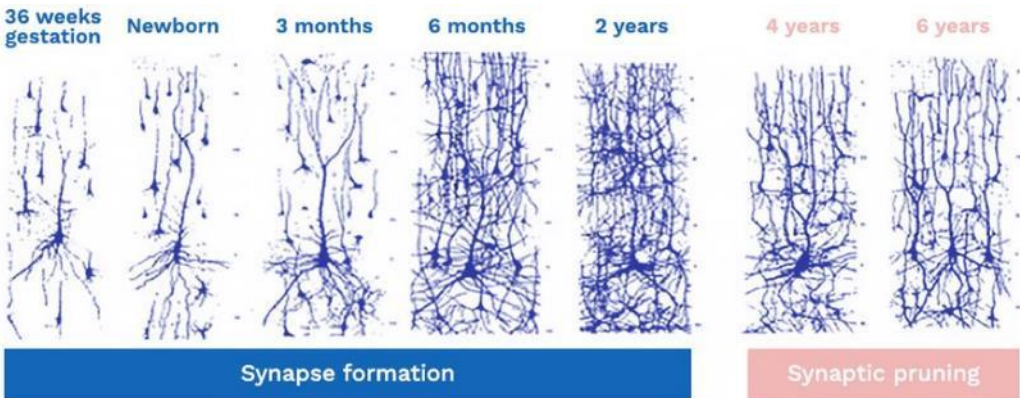 36 weeks
gestation
Newborn
3 months
6 months
2 years
4 years
6 years
Synapse formation
Synaptic pruning